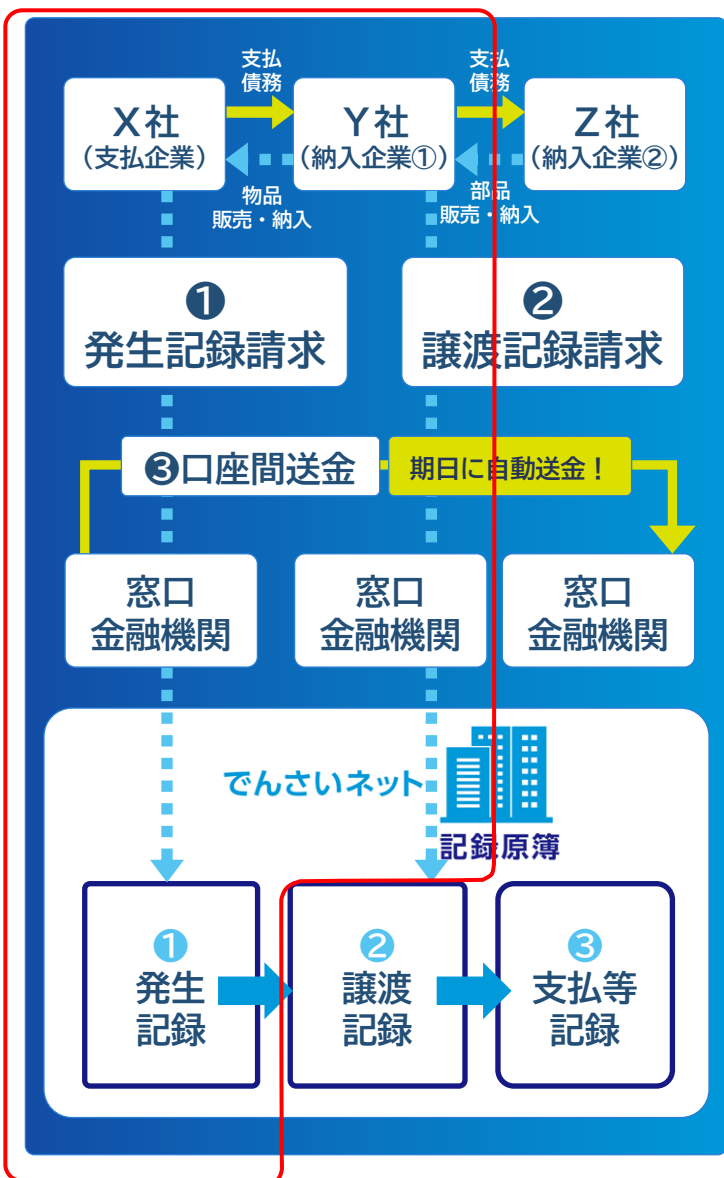 支払
債務
支払
債務
X社
（支払企業）
Y社
（納入企業①）
Z社
（納入企業②）
物品
販売・納入
部品
販売・納入
❶
発生記録請求
❷
譲渡記録請求
❸口座間送金
期日に自動送金！
窓口
金融機関
窓口
金融機関
窓口
金融機関
でんさいネット
記録原簿
❶
発生
記録
❷
譲渡
記録
❸
支払等
記録